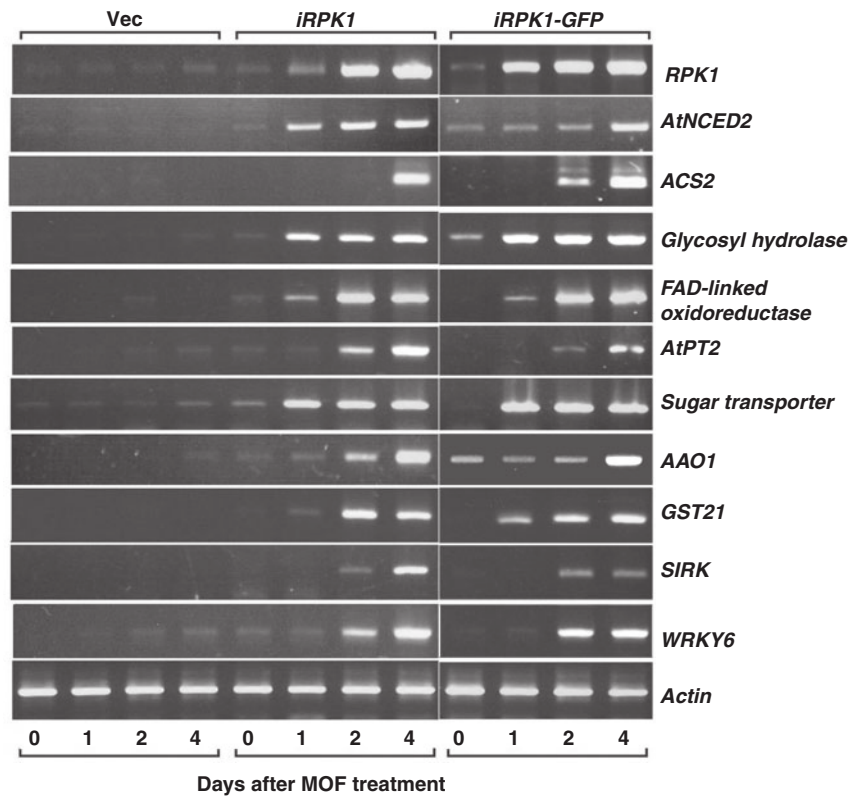 Vec iRPK1 iRPK1-GFP
RPK1
AtNCED2
ACS2
Glycosyl hydrolase
FAD-linked
oxidoreductase
AtPT2
Sugar transporter
AAO1
GST21
SIRK
WRKY6
Actin
0 1 2 4 0 1 2 4 0 1 2 4
Days after MOF treatment